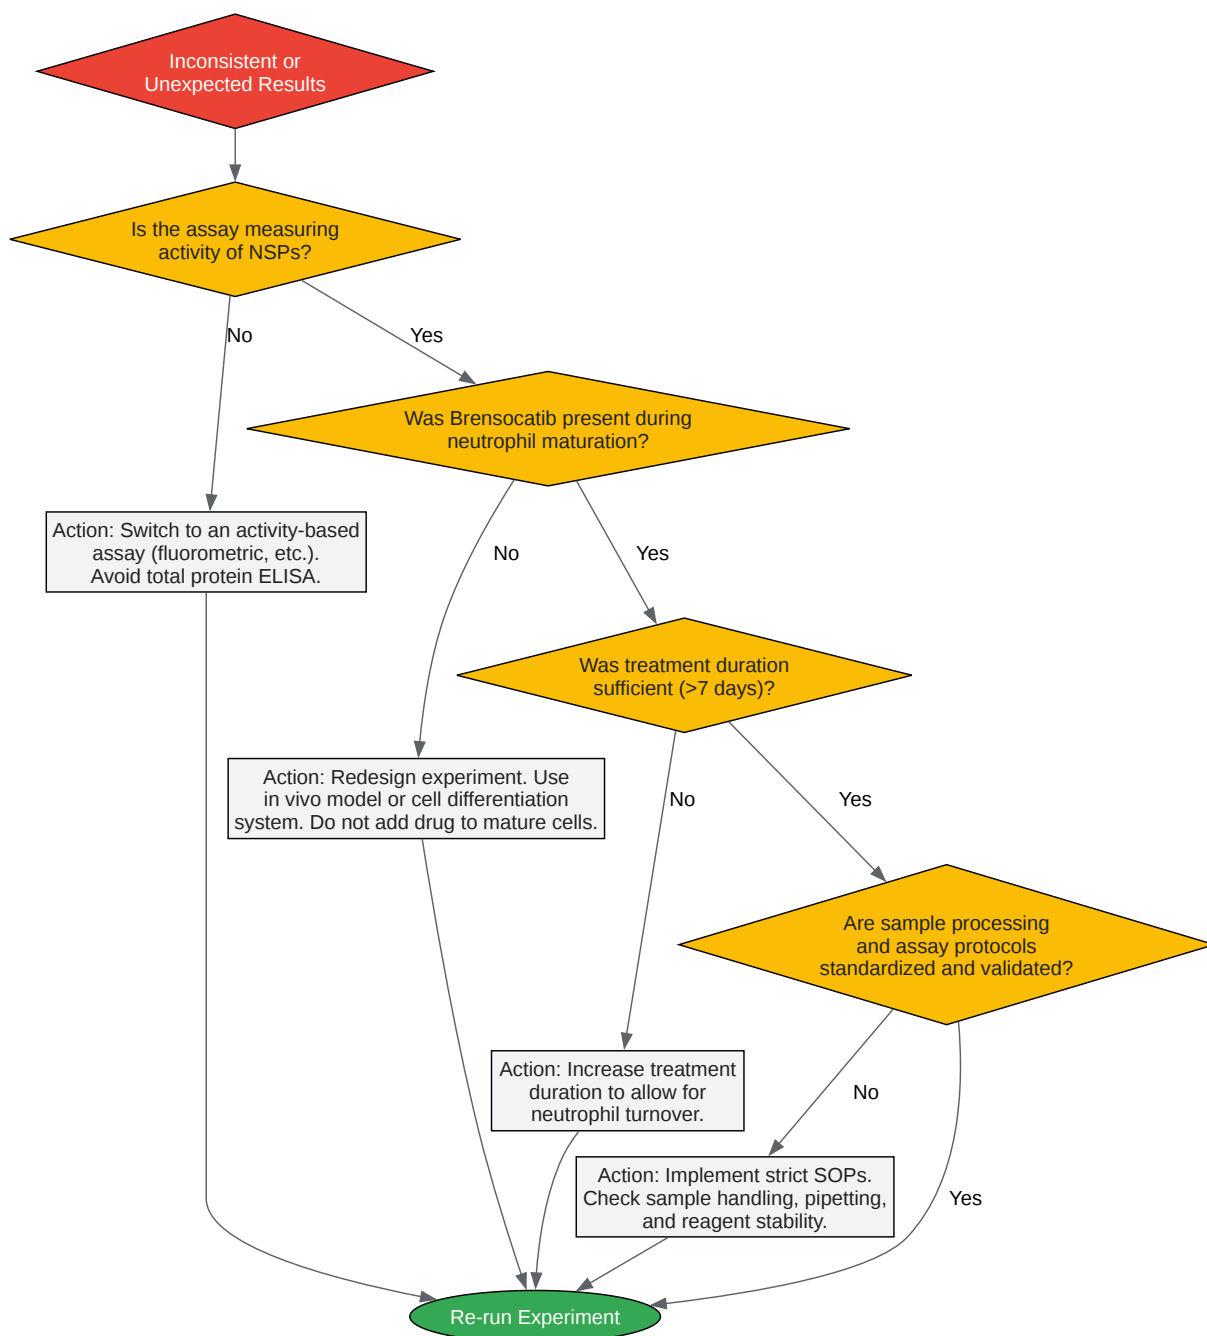 Inconsistent or
Unexpected Results
Is the assay measuring
activity of NSPs?
No
Yes
Was Brensocatib present during
neutrophil maturation?
Action: Switch to an activity-based
assay (fluorometric, etc.).
Avoid total protein ELISA.
No
Yes
Was treatment duration
sufficient (>7 days)?
Action: Redesign experiment. Use
in vivo model or cell differentiation
system. Do not add drug to mature cells.
No
Yes
Are sample processing
and assay protocols
standardized and validated?
Action: Increase treatment
duration to allow for
neutrophil turnover.
No
Action: Implement strict SOPs.
Check sample handling, pipetting,
and reagent stability.
Yes
Re-run Experiment